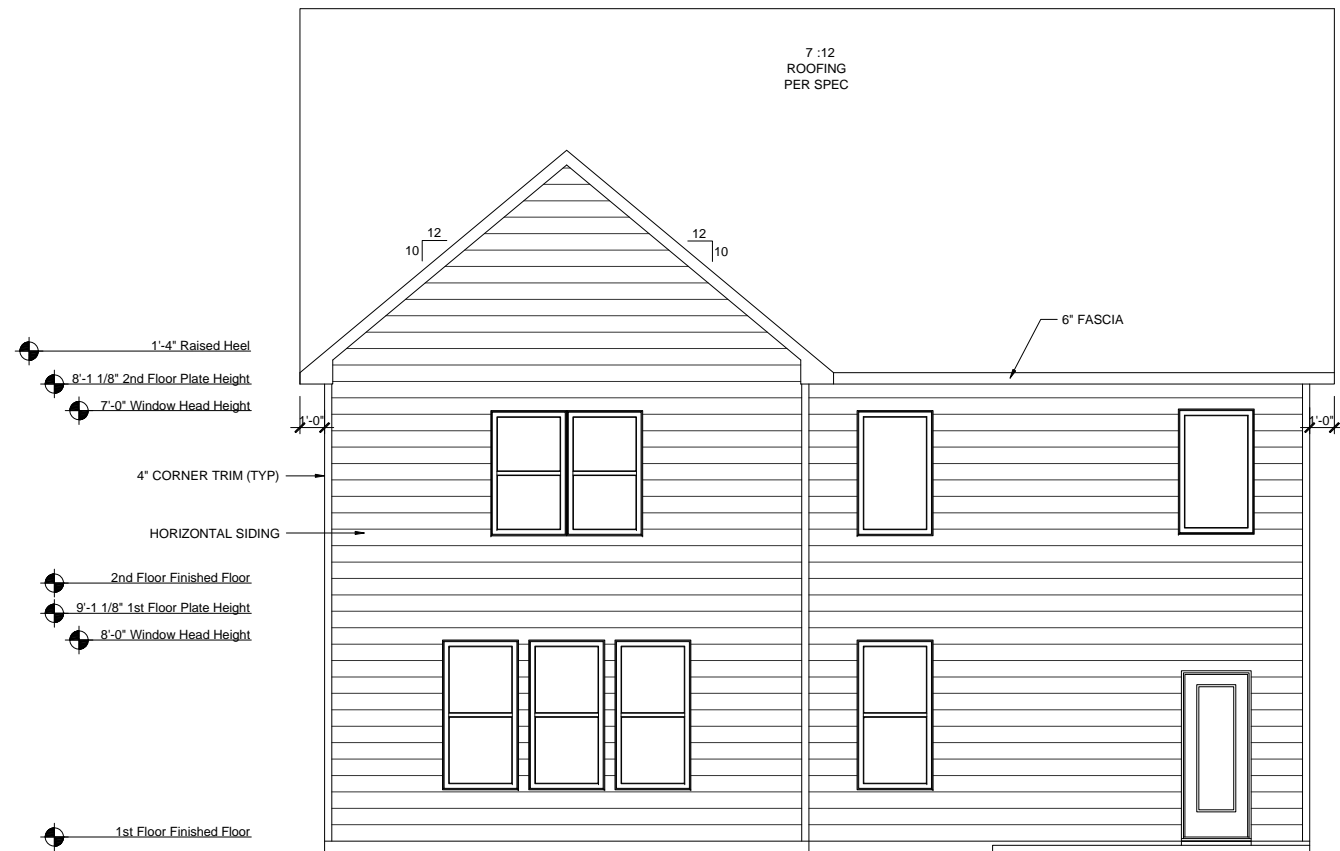 7 :12
ROOFING
PER SPEC
12
10
12
10
6" FASCIA
1'-4" Raised Heel
8'-1 1/8" 2nd Floor Plate Height
7'-0" Window Head Height
1'-0"
1'-0"
4" CORNER TRIM (TYP)
HORIZONTAL SIDING
2nd Floor Finished Floor
9'-1 1/8" 1st Floor Plate Height
8'-0" Window Head Height
1st Floor Finished Floor